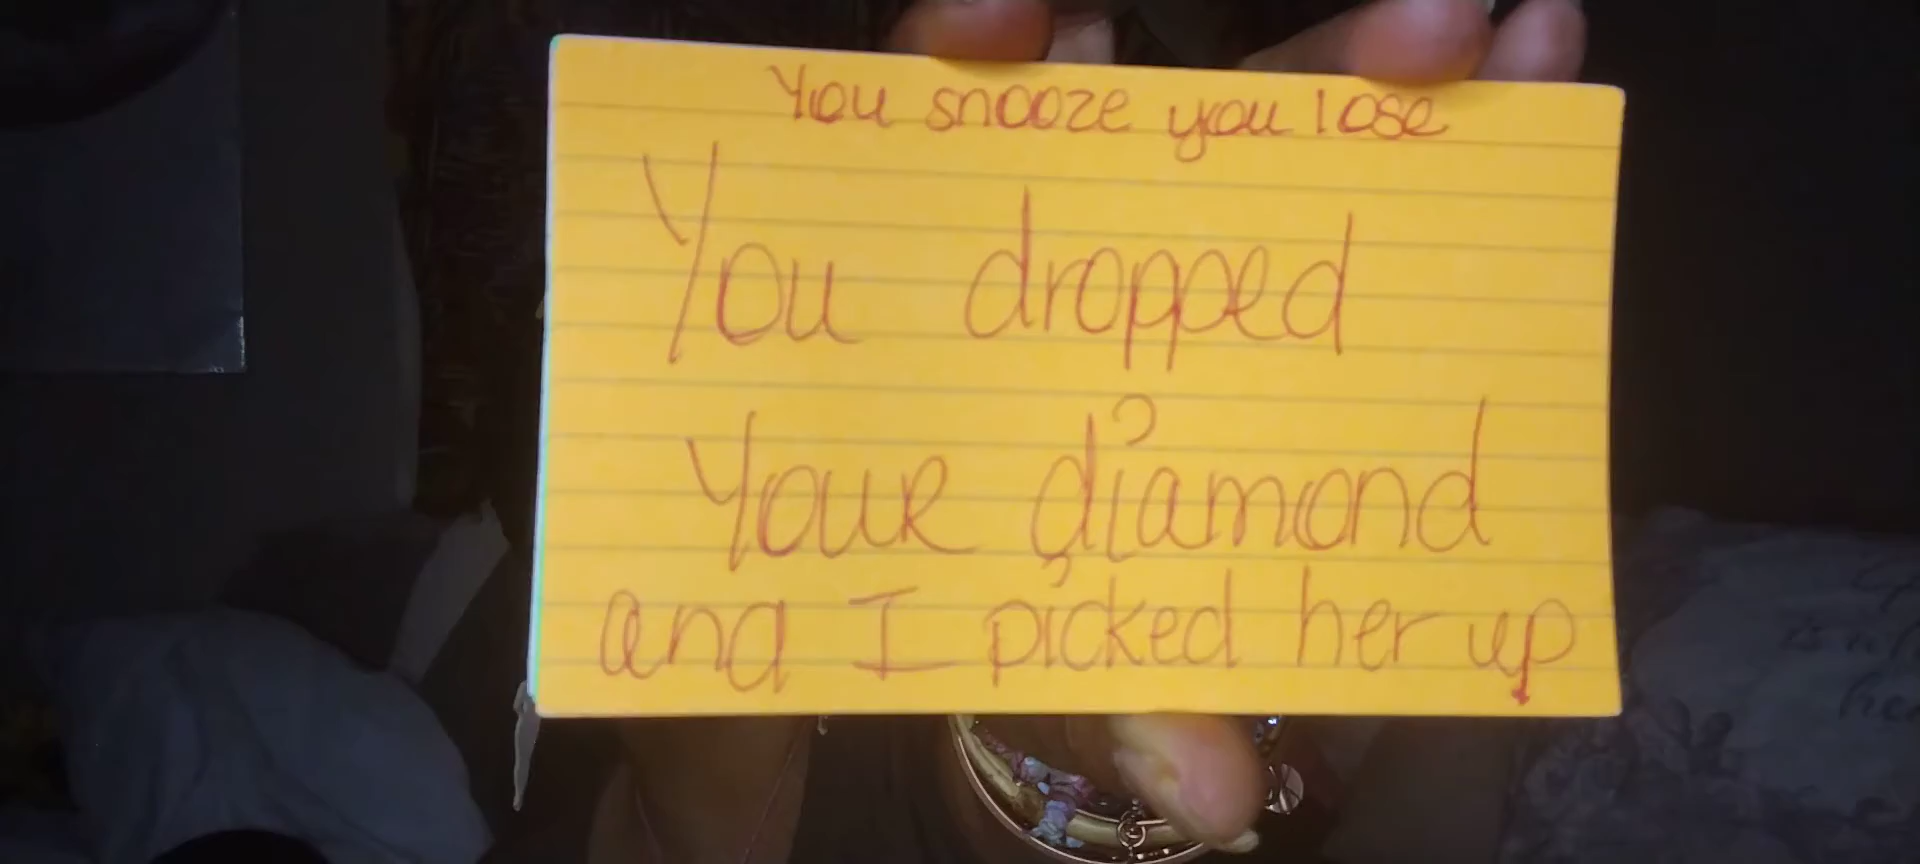 You snooze you lose
You dropped
Your diamond
and I picked her up